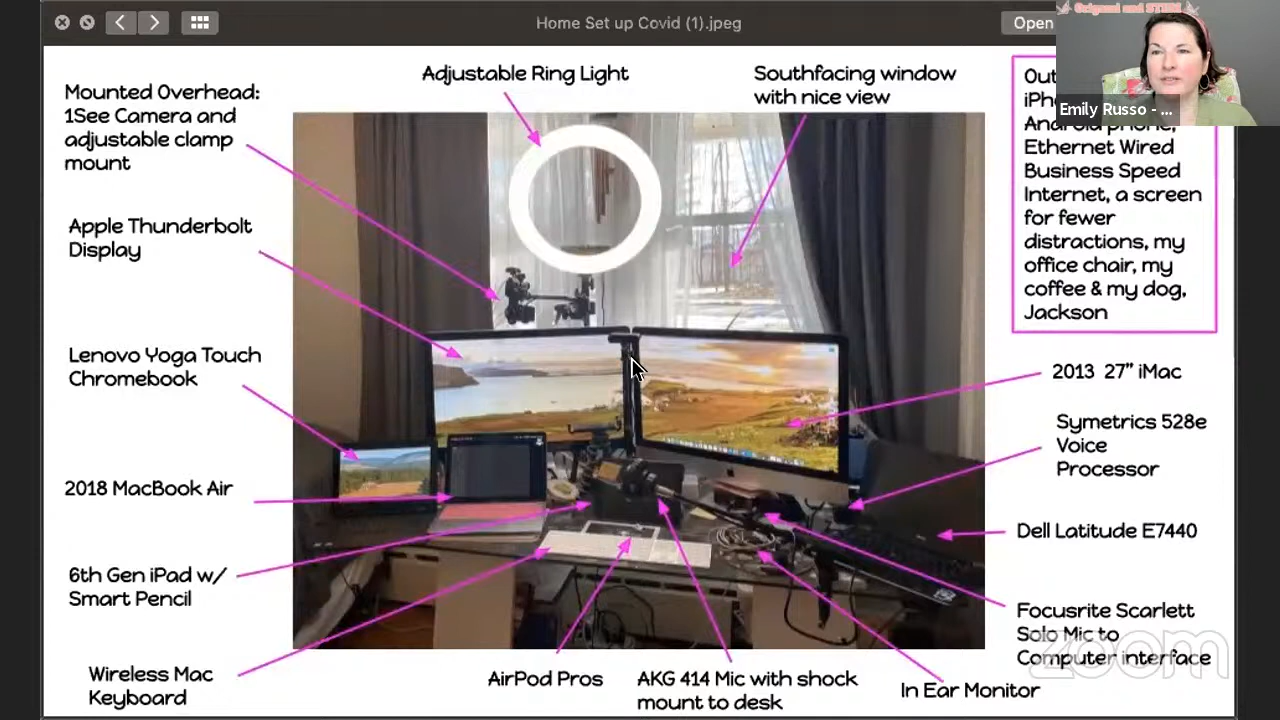 Home Set up Covid (1).jpeg
Open
Origami and STEM
Emily Russo - ...
Adjustable Ring Light
Southfacing window
with nice view
Mounted Overhead:
1See Camera and
adjustable clamp
mount
Apple Thunderbolt
Display
Lenovo Yoga Touch
Chromebook
2018 MacBook Air
6th Gen iPad w/
Smart Pencil
Wireless Mac
Keyboard
AirPod Pros
AKG 414 Mic with shock
mount to desk
In Ear Monitor
Android phone,
Ethernet Wired
Business Speed
Internet, a screen
for fewer
distractions, my
office chair, my
coffee & my dog,
Jackson
2013 27” iMac
Symetrics 528e
Voice
Processor
Dell Latitude E7440
Focusrite Scarlett
Solo Mic to
Computer interface
zoom